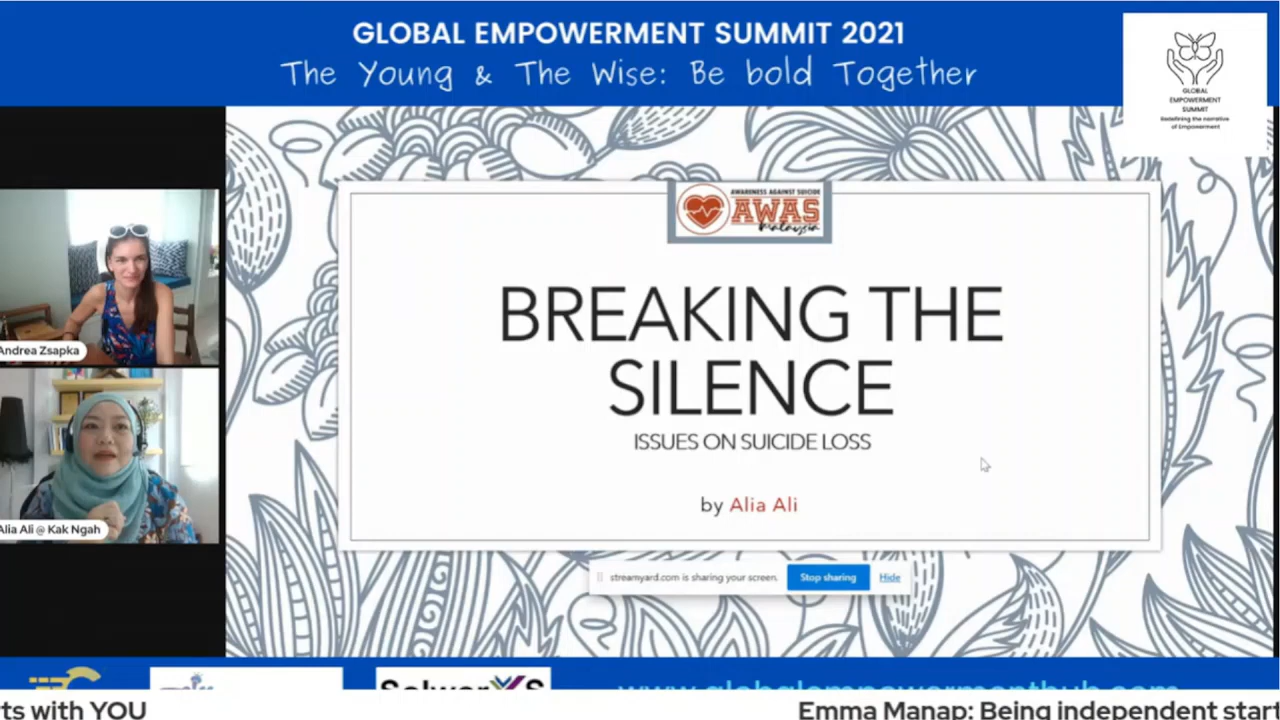 GLOBAL EMPOWERMENT SUMMIT 2021
The Young & The Wise: Be bold Together
GLOBAL
EMPOWERMENT
SUMMIT
Redefining the narrative
of Empowerment
AWARENESS AGAINST SUICIDE
AWAS
Malaysia
BREAKING THE
SILENCE
ISSUES ON SUICIDE LOSS
by Alia Ali
Andrea Zsapka
Alia Ali @ Kak Ngah
streamyard.com is sharing your screen.
Stop sharing
Hide
www.globalempowermenthub.com
ts with YOU
Emma Manap: Being independent start